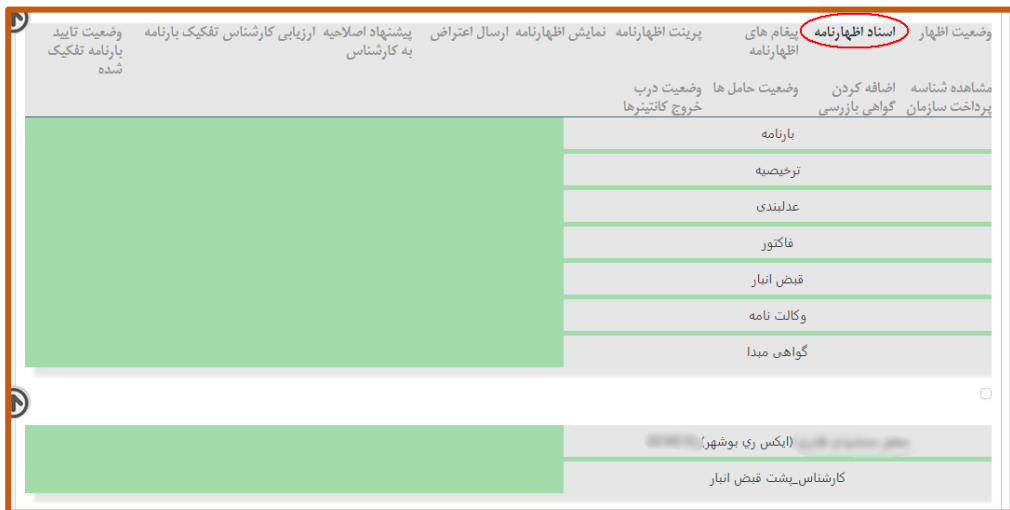 وضعیت اظهار اسناد اظهارنامه پیغام های اظهارنامه پرینت اظهارنامه نمایش اظهارنامه ارسال اعتراض پیشنهاد اصلاحیه به کارشناس ارزیابی کارشناس تفکیک بارنامه وضعیت تایید بارنامه تفکیک شده
مشاهده شناسه پرداخت سازمان اضافه کردن گواهی بازرسی وضعیت حامل ها وضعیت درب خروج کانتینرها
بارنامه
ترخیصیه
عدلبندی
فاکتور
قبض انبار
وکالت نامه
گواهی مبدا
(ایکس ري بوشهر)
کارشناس_پشت قبض انبار